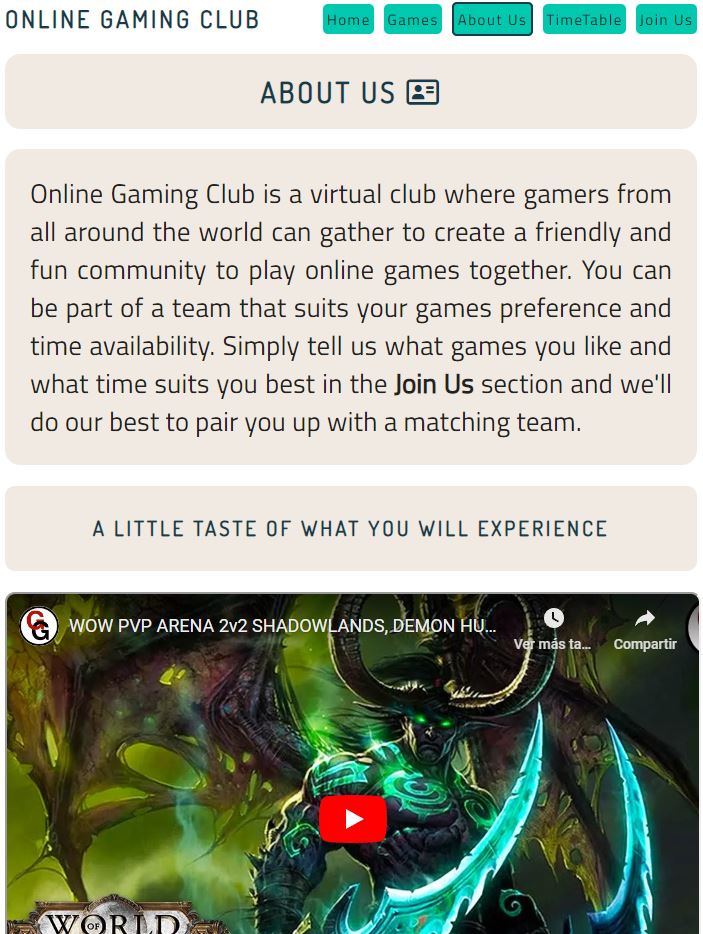 ONLINE GAMING CLUB
Home Games About Us TimeTable Join Us
ABOUT US
Online Gaming Club is a virtual club where gamers from
all around the world can gather to create a friendly and
fun community to play online games together. You can
be part of a team that suits your games preference and
time availability. Simply tell us what games you like and
what time suits you best in the Join Us section and we'll
do our best to pair you up with a matching team.
A LITTLE TASTE OF WHAT YOU WILL EXPERIENCE
GG
WOW PVP ARENA 2v2 SHADOWLANDS, DEMON HU...
Ver más ta...
Compartir
WORLD
OF